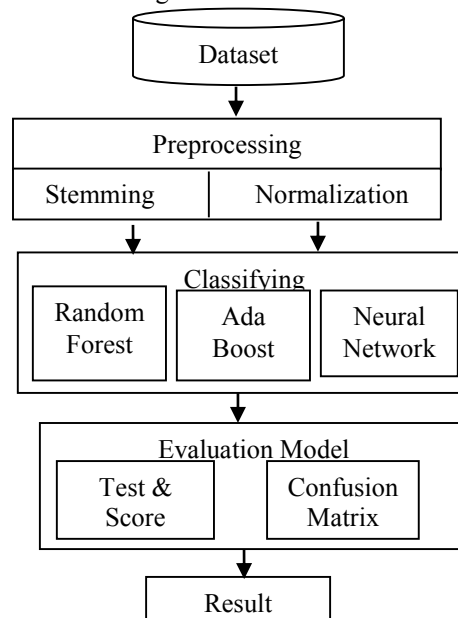 Dataset
Preprocessing
Stemming
Normalization
Classifying
Random
Forest
Ada
Boost
Neural
Network
Evaluation Model
Test &
Score
Confusion
Matrix
Result